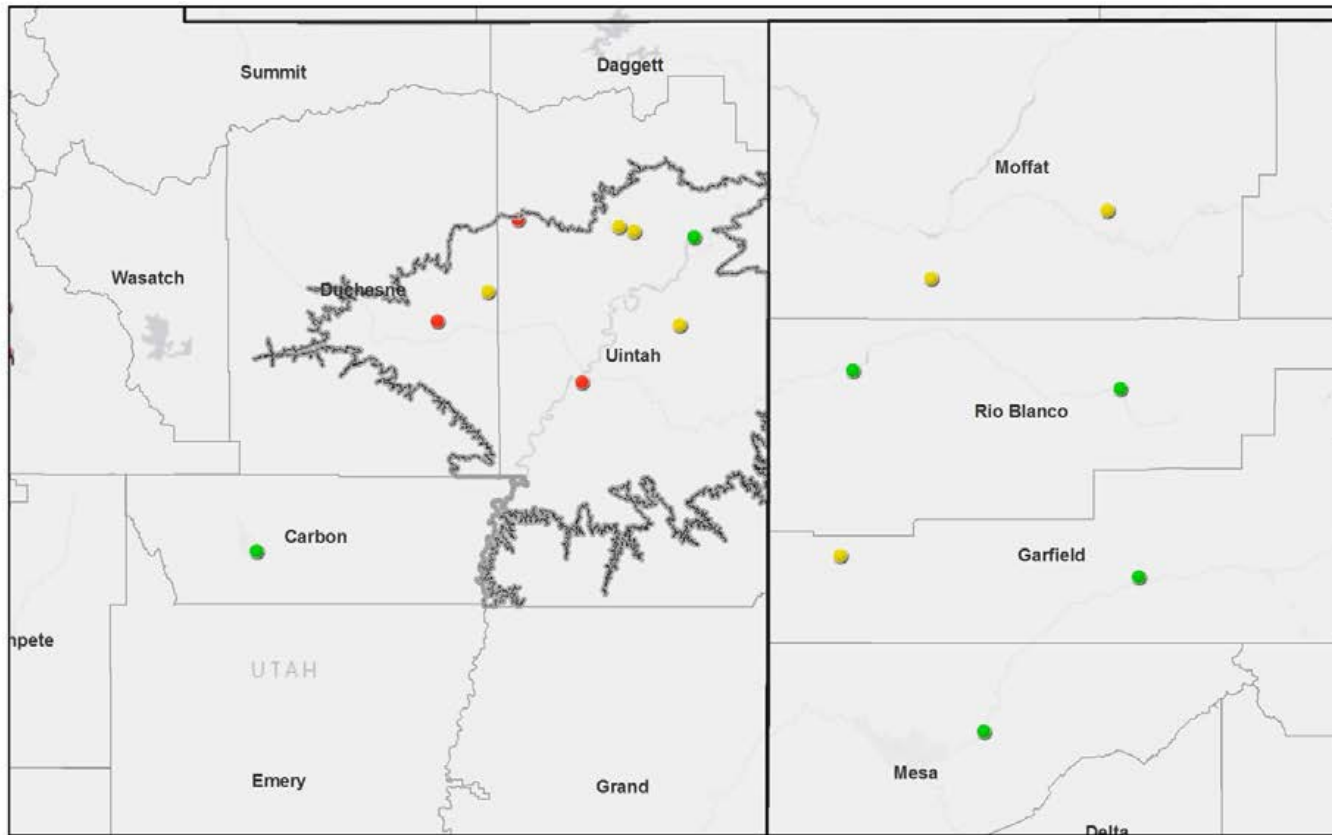 Summit
Daggett
Moffat
Wasatch
Duchesne
Uintah
Rio Blanco
Carbon
Garfield
npete
UTAH
Emery
Grand
Mesa
Delta